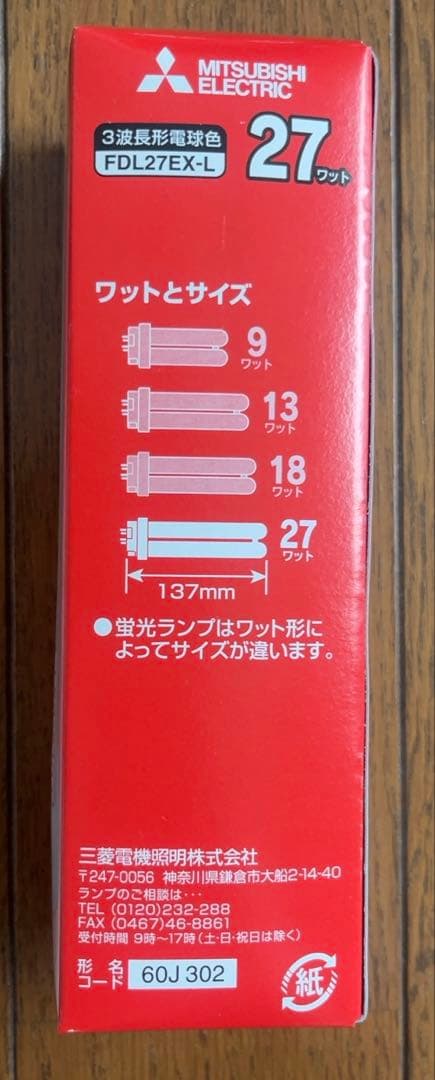 MITSUBISHI
ELECTRIC
3波長形電球色
FDL27EX-L
27
ワット
ワットとサイズ
9
ワット
13
ワット
18
ワット
27
ワット
137mm
●蛍光ランプはワット形に
よってサイズが違います。
三菱電機照明株式会社
〒247-0056 神奈川県鎌倉市大船2-14-40
ランプのご相談は…
TEL (0120)232-288
FAX (0467)46-8861
受付時間 9時~17時(土・日・祝日は除く)
形名
コード 60J 302
紙